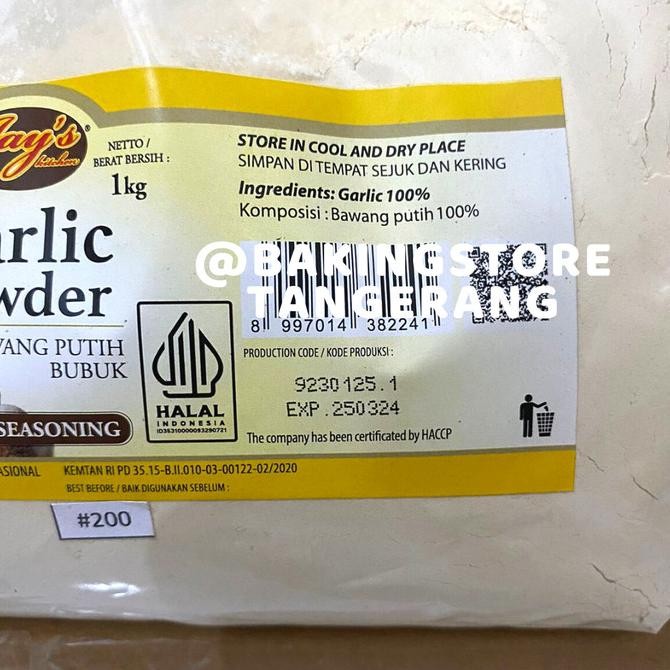 Jay's
kitchen
NETTO /
BERAT BERSIH :
1kg
arlic
wder
WANG PUTIH
BUBUK
SEASONING
STORE IN COOL AND DRY PLACE
SIMPAN DI TEMPAT SEJUK DAN KERING
Ingredients: Garlic 100%
Komposisi : Bawang putih 100%
@BAKINGSTORE
TANGERANG
8 997014 382241
PRODUCTION CODE / KODE PRODUKSI :
9230125.1
EXP.250324
HALAL
INDONESIA
ID35310000093290721
The company has been certificated by HACCP
ASIONAL KEMTAN RI PD 35.15-B.II.010-03-00122-02/2020
BEST BEFORE / BAIK DIGUNAKAN SEBELUM :
#200